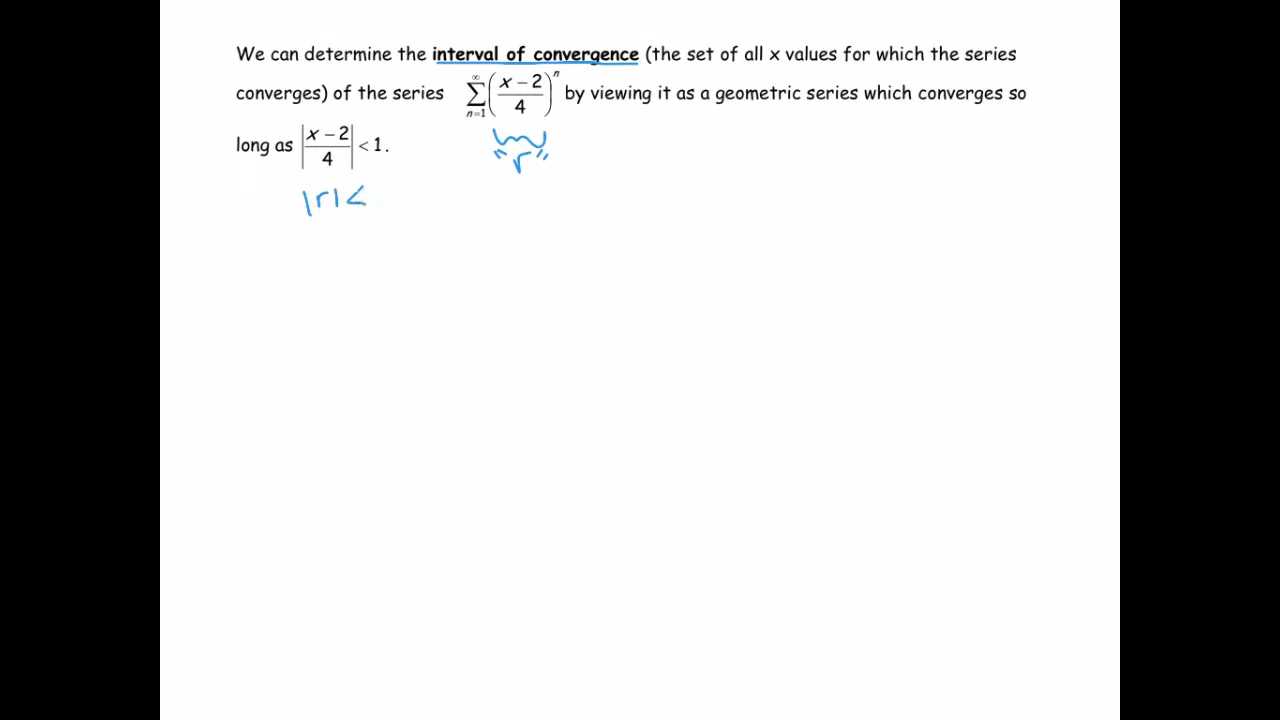 We can determine the interval of convergence (the set of all x values for which the series
converges) of the series ∑_{n=1}^{∞} ((x − 2)/4)^n by viewing it as a geometric series which converges so
long as |(x − 2)/4| < 1.
"r"
|r| <